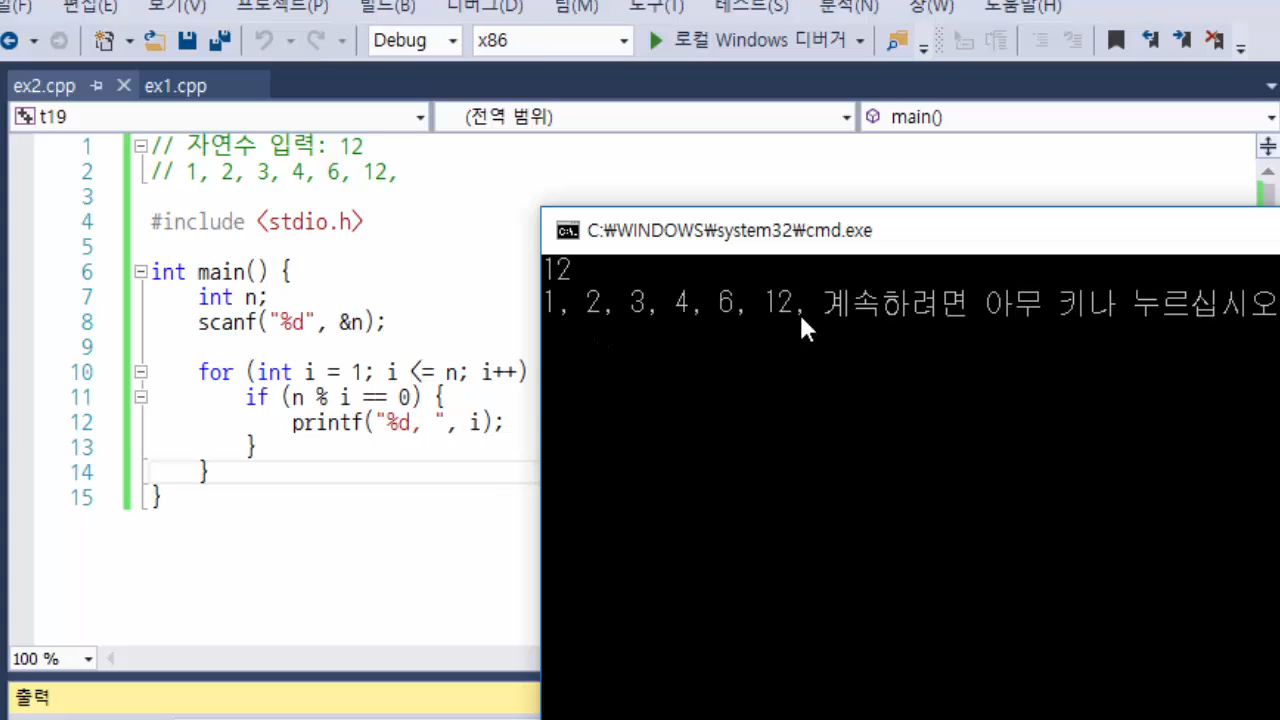 일(F) 편집(E) 보기(V) 프로젝트(P) 빌드(B) 디버그(D) 팀(M) 도구(T) 테스트(S) 분석(N) 창(W) 도움말(H)
Debug x86 로컬 Windows 디버거
ex2.cpp ex1.cpp
t19 (전역 범위) main()
1 // 자연수 입력: 12
2 // 1, 2, 3, 4, 6, 12,
3
4 #include <stdio.h>
5
6 int main() {
7 int n;
8 scanf("%d", &n);
9
10 for (int i = 1; i <= n; i++)
11 if (n % i == 0) {
12 printf("%d, ", i);
13 }
14 }
15 }
C:₩WINDOWS₩system32₩cmd.exe
12
1, 2, 3, 4, 6, 12, 계속하려면 아무 키나 누르십시오
100 %
출력